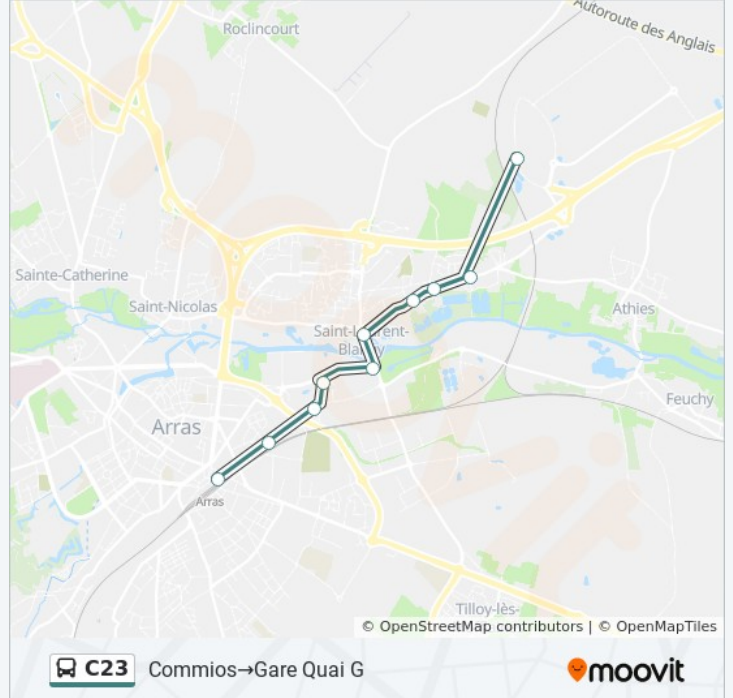 Autoroute des Anglais
Roclincourt
Sainte-Catherine
Saint-Nicolas
Athies
Saint-Laurent-
Blangy
Feuchy
Arras
Arras
Tilloy-lès-
© OpenStreetMap contributors | © OpenMapTiles
C23 Commios→Gare Quai G
moovit